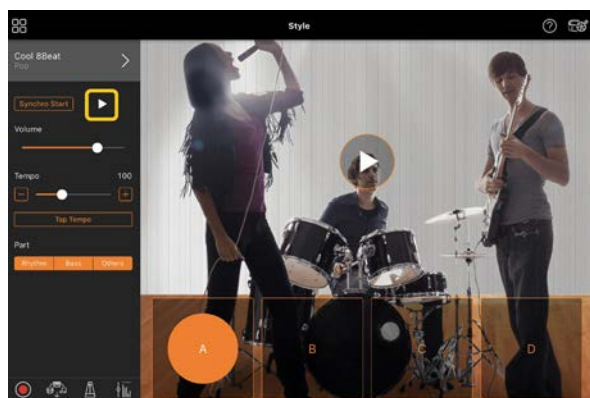 Style
Cool 8Beat
Pop
Synchro Start
Volume
Tempo 100
Tap Tempo
Part
Rhythm Bass Others
A B C D